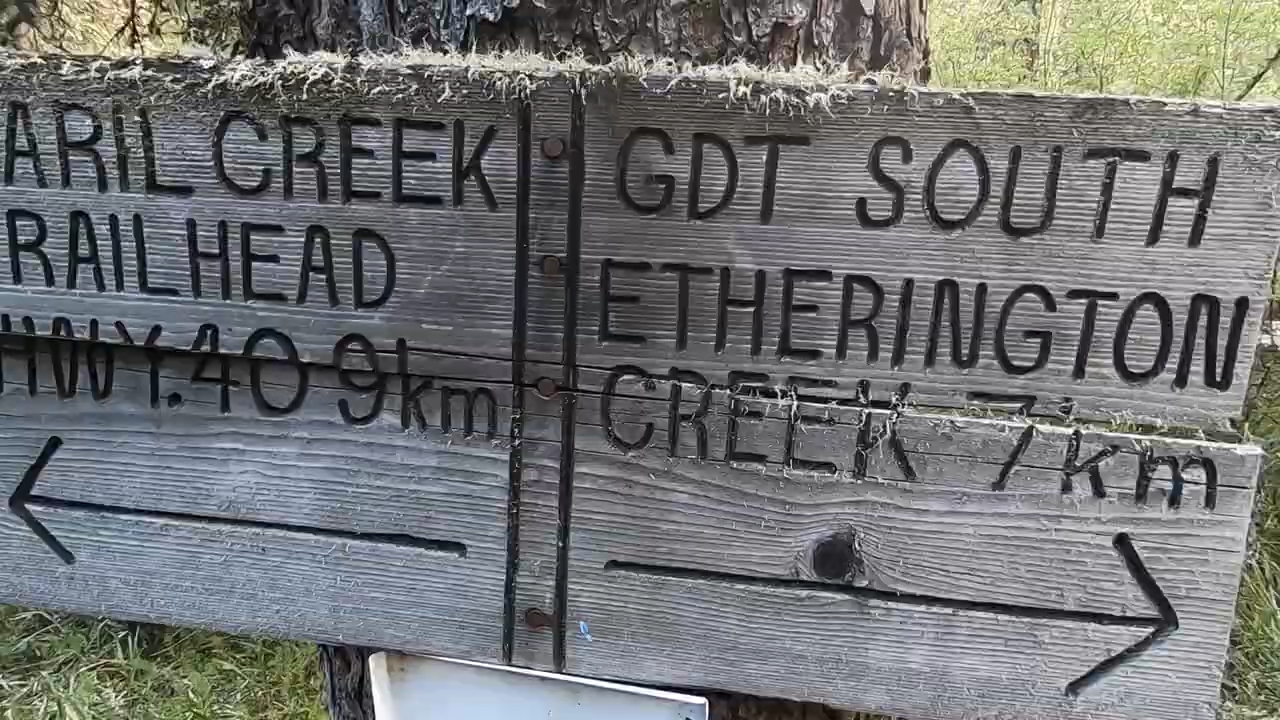 ARIL CREEK
RAILHEAD
HWY.40 9km
GDT SOUTH
ETHERINGTON
CREEK 7km